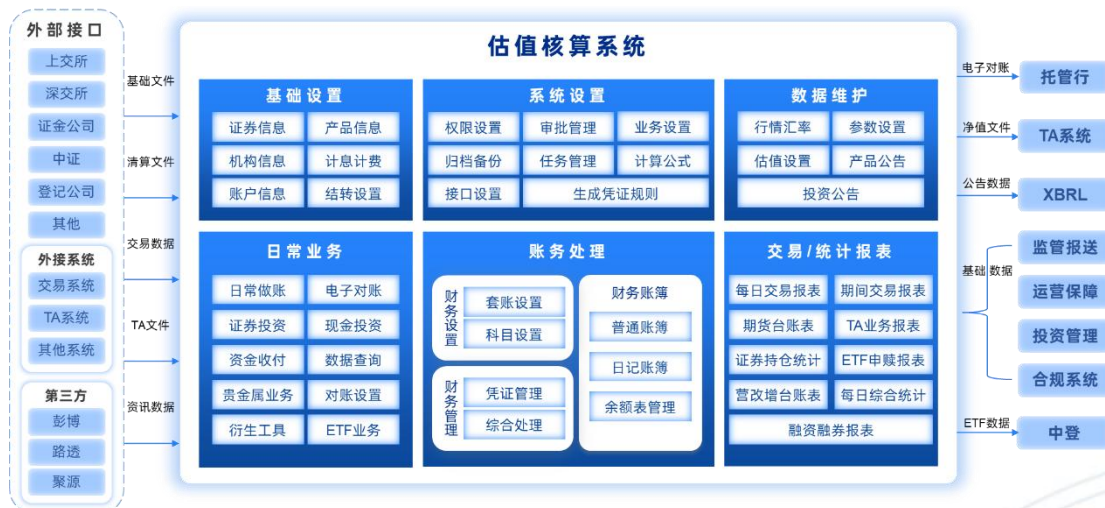 外部接口
上交所
深交所
证金公司
中证
登记公司
其他
外接系统
交易系统
TA系统
其他系统
第三方
彭博
路透
聚源
基础文件
清算文件
交易数据
TA文件
资讯数据
估值核算系统
基础设置
证券信息 产品信息
机构信息 计息计费
账户信息 结转设置
系统设置
权限设置 审批管理 业务设置
归档备份 任务管理 计算公式
接口设置 生成凭证规则
数据维护
行情汇率 参数设置
估值设置 产品公告
投资公告
日常业务
日常做账 电子对账
证券投资 现金投资
资金收付 数据查询
贵金属业务 对账设置
衍生工具 ETF业务
账务处理
财务设置
套账设置
科目设置
财务管理
凭证管理
综合处理
财务账簿
普通账簿
日记账簿
余额表管理
交易/统计报表
每日交易报表 期间交易报表
期货台账表 TA业务报表
证券持仓统计 ETF申赎报表
营改增台账表 每日综合统计
融资融券报表
电子对账
净值文件
公告数据
基础 数据
ETF数据
托管行
TA系统
XBRL
监管报送
运营保障
投资管理
合规系统
中登